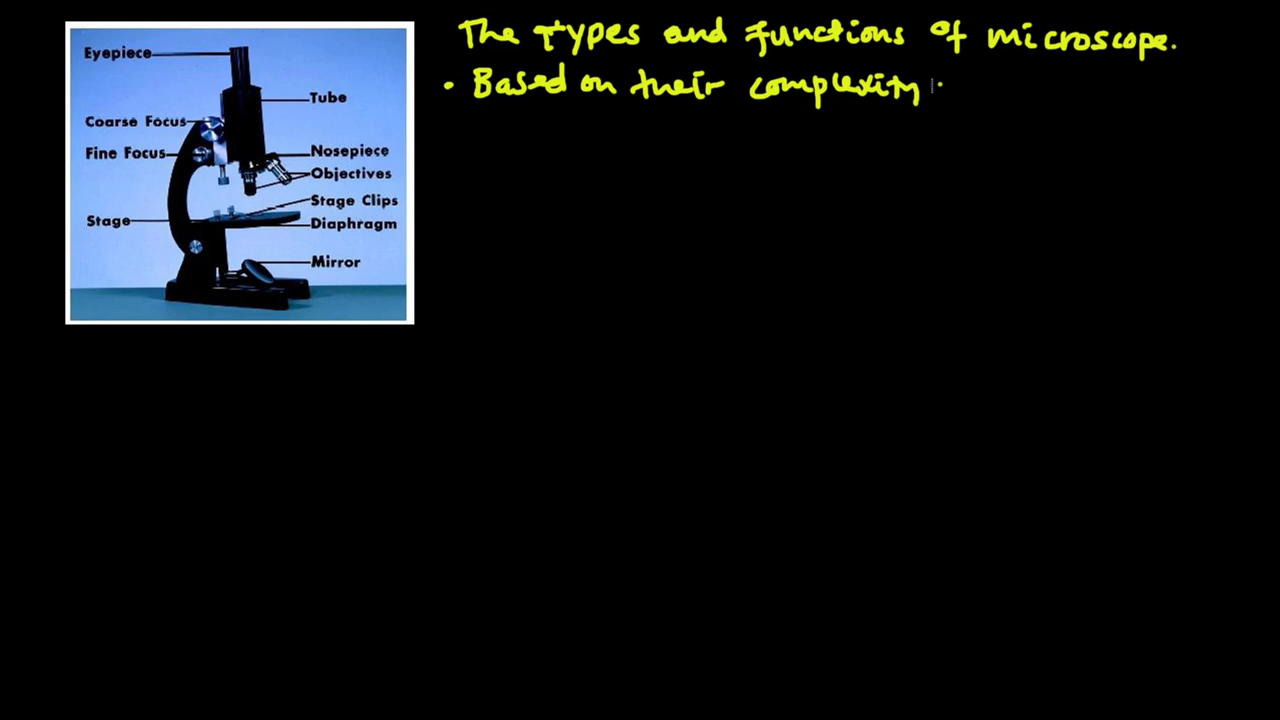 The types and functions of microscope.
• Based on their complexity
Eyepiece
Tube
Coarse Focus
Fine Focus
Nosepiece
Objectives
Stage Clips
Stage
Diaphragm
Mirror